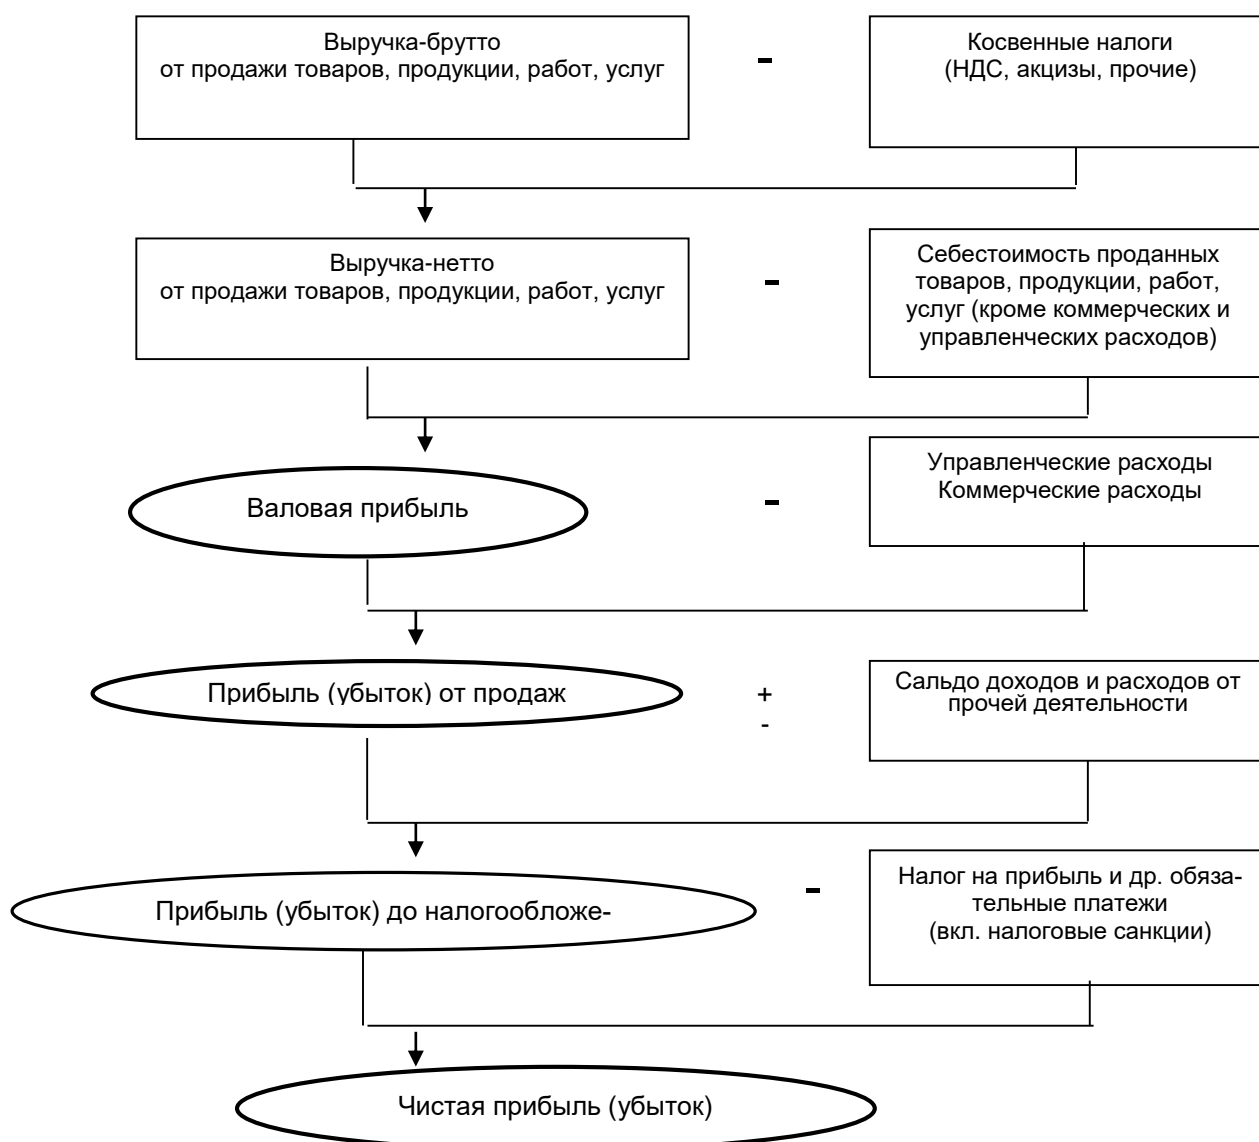 Выручка-брутто
от продажи товаров, продукции, работ, услуг
-
Косвенные налоги
(НДС, акцизы, прочие)
Выручка-нетто
от продажи товаров, продукции, работ, услуг
-
Себестоимость проданных
товаров, продукции, работ,
услуг (кроме коммерческих и
управленческих расходов)
Валовая прибыль
-
Управленческие расходы
Коммерческие расходы
Прибыль (убыток) от продаж
+
-
Сальдо доходов и расходов от
прочей деятельности
Прибыль (убыток) до налогообложе-
-
Налог на прибыль и др. обяза-
тельные платежи
(вкл. налоговые санкции)
Чистая прибыль (убыток)